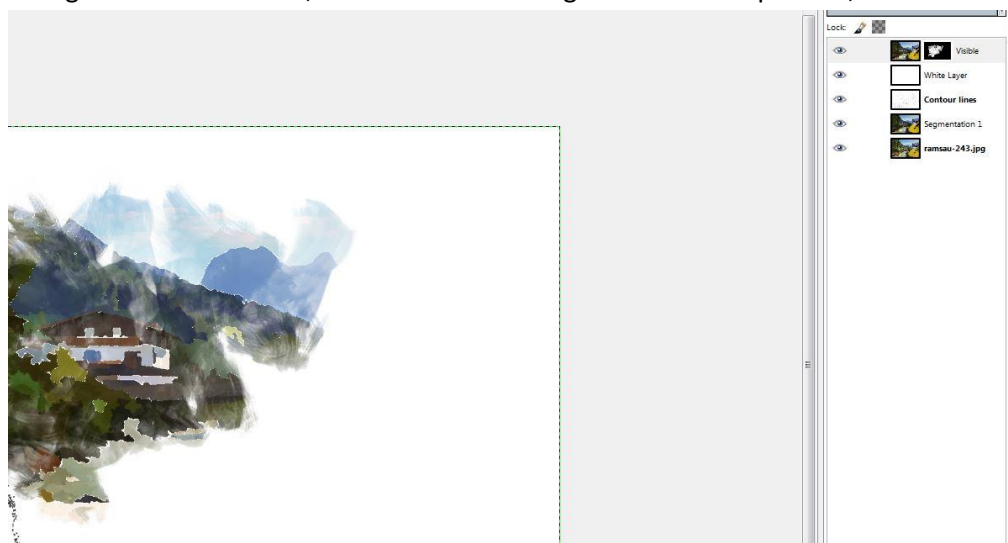 Lock:
Visible
White Layer
Contour lines
Segmentation 1
ramsau-243.jpg